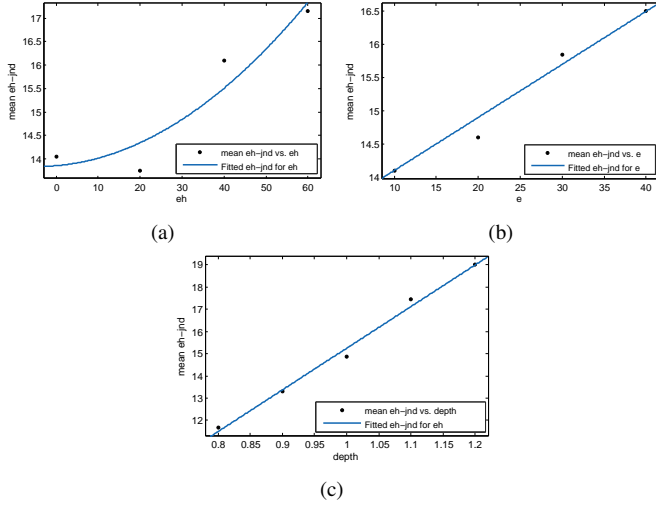 17
16.5
16
15.5
15
14.5
14
mean eh−jnd
0 10 20 30 40 50 60
eh
mean eh−jnd vs. eh
Fitted eh−jnd for eh
(a)
16.5
16
15.5
15
14.5
14
mean eh−jnd
10 15 20 25 30 35 40
e
mean eh−jnd vs. e
Fitted eh−jnd for e
(b)
19
18
17
16
15
14
13
12
mean eh−jnd
0.8 0.85 0.9 0.95 1 1.05 1.1 1.15 1.2
depth
mean eh−jnd vs. depth
Fitted eh−jnd for eh
(c)